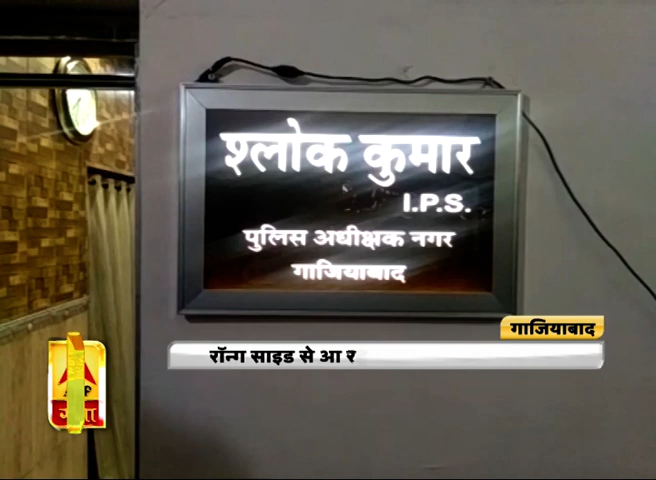 श्लोक कुमार
I.P.S.
पुलिस अधीक्षक नगर
गाजियाबाद
गाजियाबाद
रॉन्ग साइड से आ र
गंगा